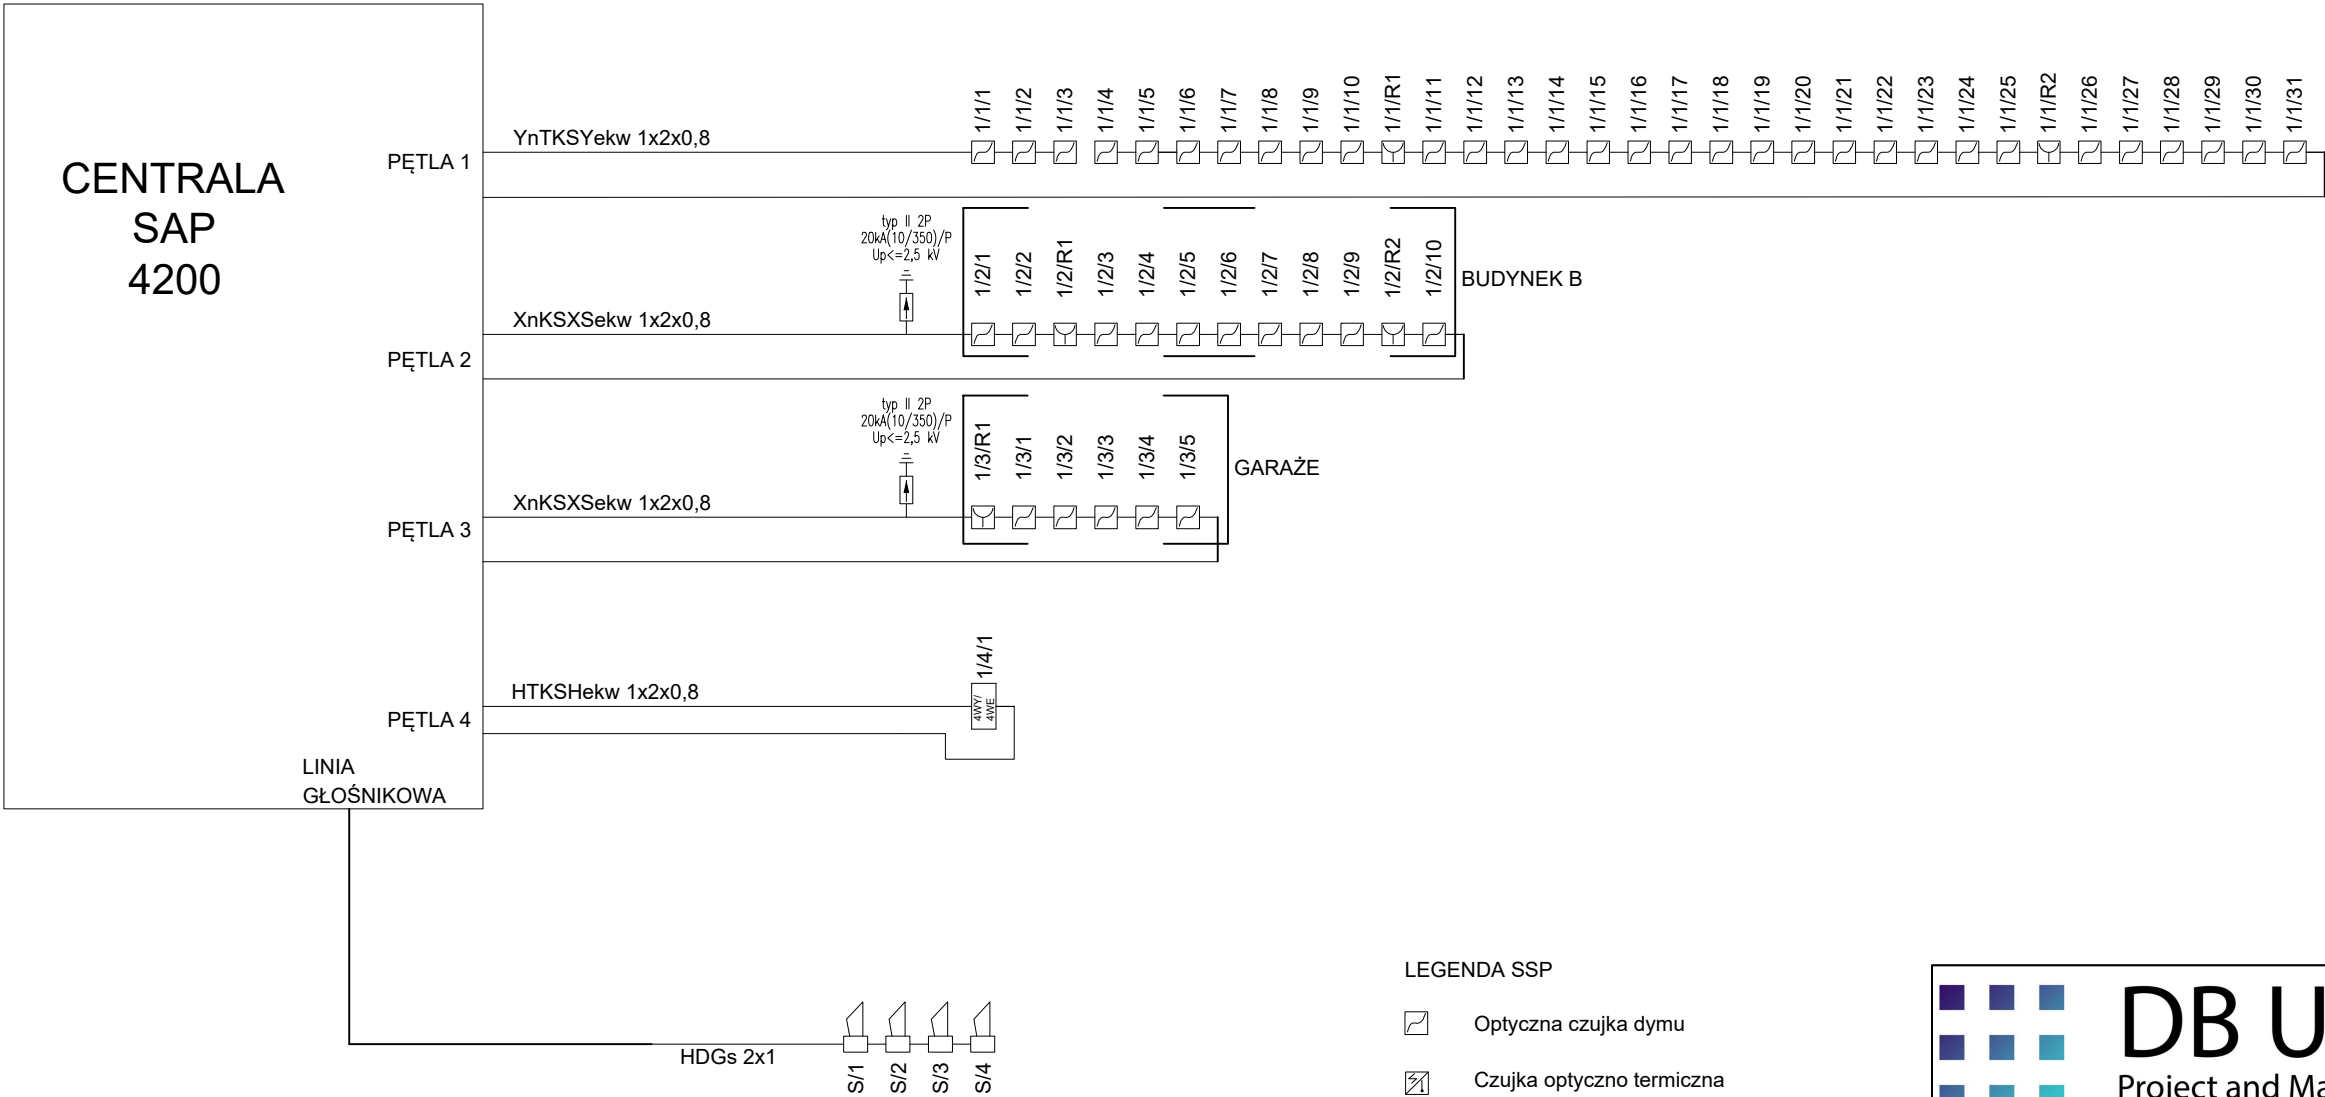 CENTRALA
SAP
4200
PĘTLA 1
YnTKSYekw 1x2x0,8
1/1/1
1/1/2
1/1/3
1/1/4
1/1/5
1/1/6
1/1/7
1/1/8
1/1/9
1/1/10
1/1/R1
1/1/11
1/1/12
1/1/13
1/1/14
1/1/15
1/1/16
1/1/17
1/1/18
1/1/19
1/1/20
1/1/21
1/1/22
1/1/23
1/1/24
1/1/25
1/1/R2
1/1/26
1/1/27
1/1/28
1/1/29
1/1/30
1/1/31
PĘTLA 2
XnKSXSekw 1x2x0,8
typ II 2P
20kA(10/350)/P
Up<=2,5 kV
1/2/1
1/2/2
1/2/R1
1/2/3
1/2/4
1/2/5
1/2/6
1/2/7
1/2/8
1/2/9
1/2/R2
1/2/10
BUDYNEK B
PĘTLA 3
XnKSXSekw 1x2x0,8
typ II 2P
20kA(10/350)/P
Up<=2,5 kV
1/3/R1
1/3/1
1/3/2
1/3/3
1/3/4
1/3/5
GARAŻE
PĘTLA 4
HTKSHekw 1x2x0,8
1/4/1
4WY/
4WE
LINIA
GŁOŚNIKOWA
HDGs 2x1
S/1
S/2
S/3
S/4
LEGENDA SSP
Optyczna czujka dymu
Czujka optyczno termiczna
DB U
Project and Ma